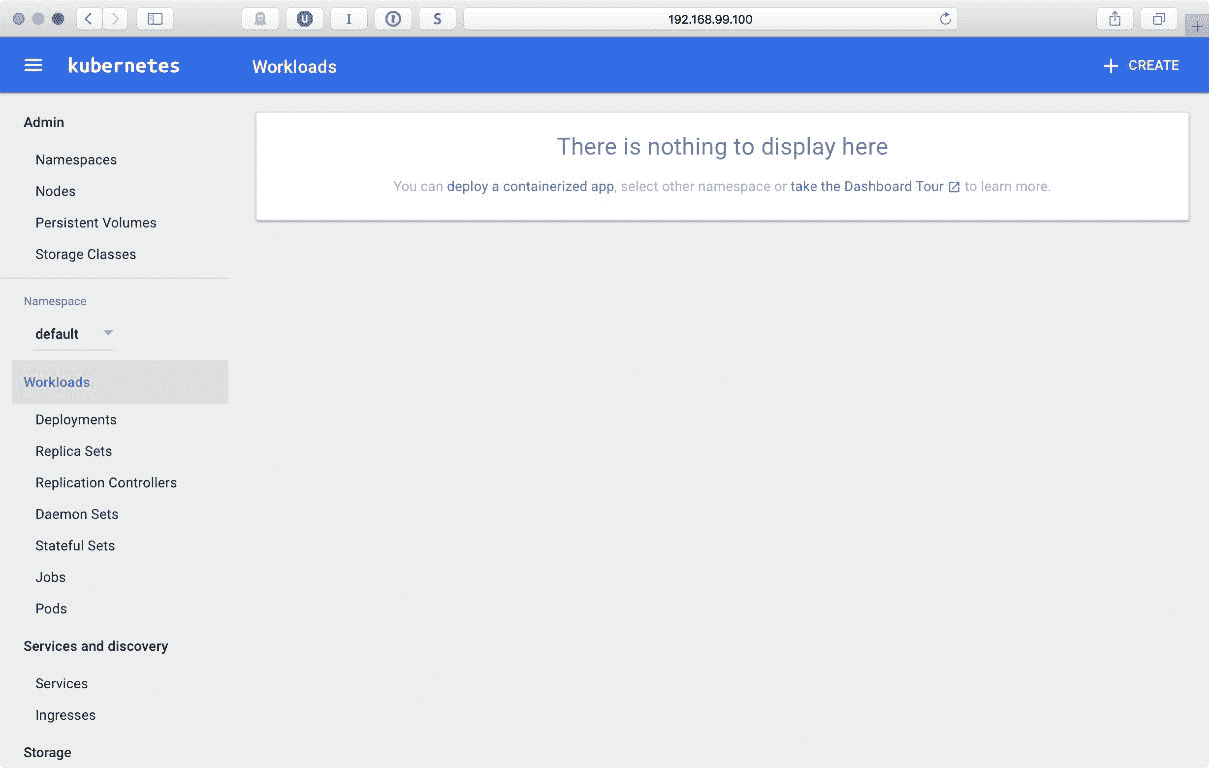 U I S 192.168.99.100
kubernetes Workloads CREATE
Admin
Namespaces
Nodes
Persistent Volumes
Storage Classes
Namespace
default
Workloads
Deployments
Replica Sets
Replication Controllers
Daemon Sets
Stateful Sets
Jobs
Pods
Services and discovery
Services
Ingresses
Storage
There is nothing to display here
You can deploy a containerized app, select other namespace or take the Dashboard Tour to learn more.